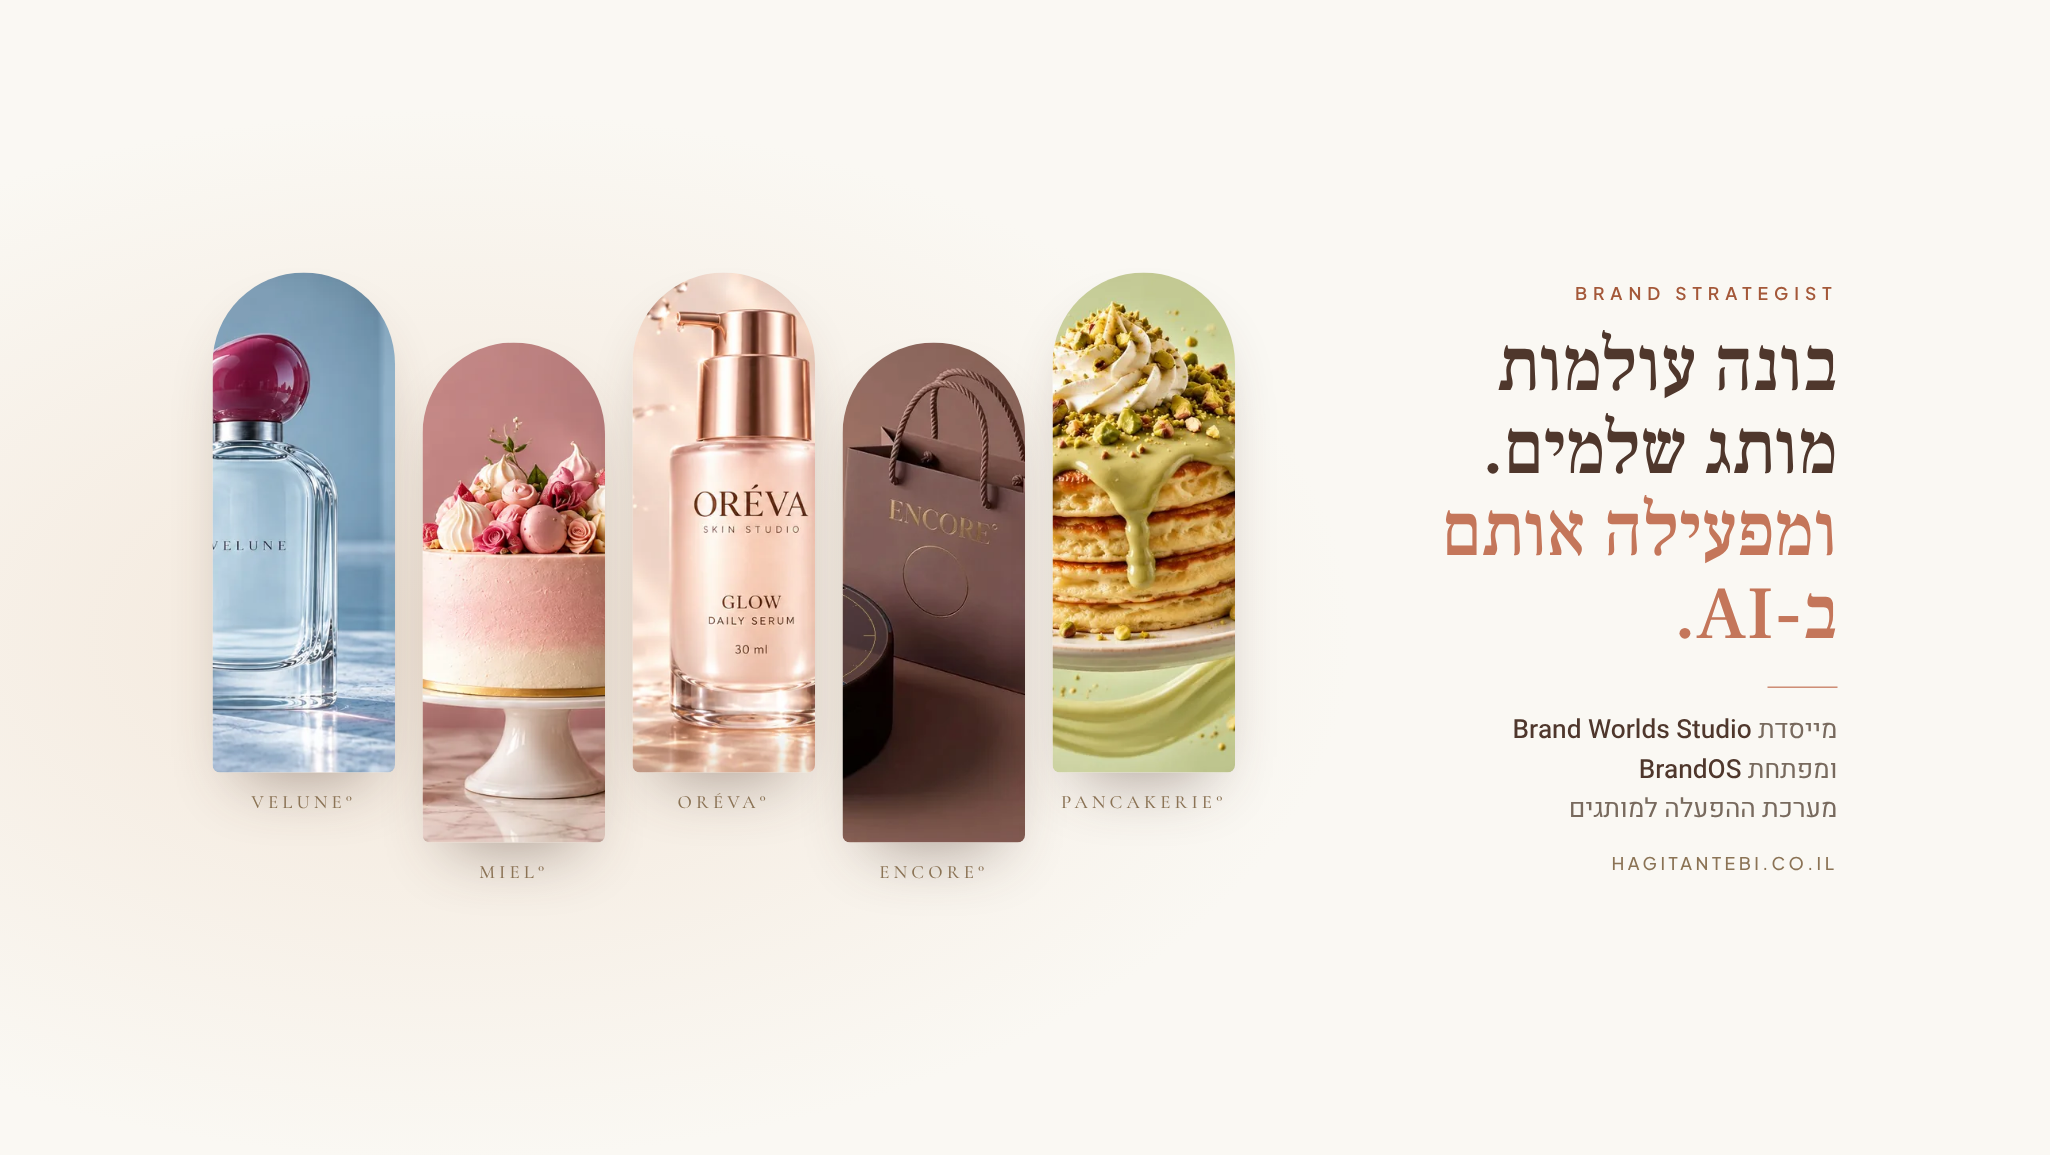 BRAND STRATEGIST
בונה עולמות
מותג שלמים.
ומפעילה אותם
ב-AI.
מייסדת Brand Worlds Studio
ומפתחת BrandOS
מערכת ההפעלה למותגים
HAGITANTEBI.CO.IL
VELUNE
ORÉVA
SKIN STUDIO
GLOW
DAILY SERUM
30 ml
ENCORE°
VELUNE°
MIEL°
ORÉVA°
ENCORE°
PANCAKERIE°